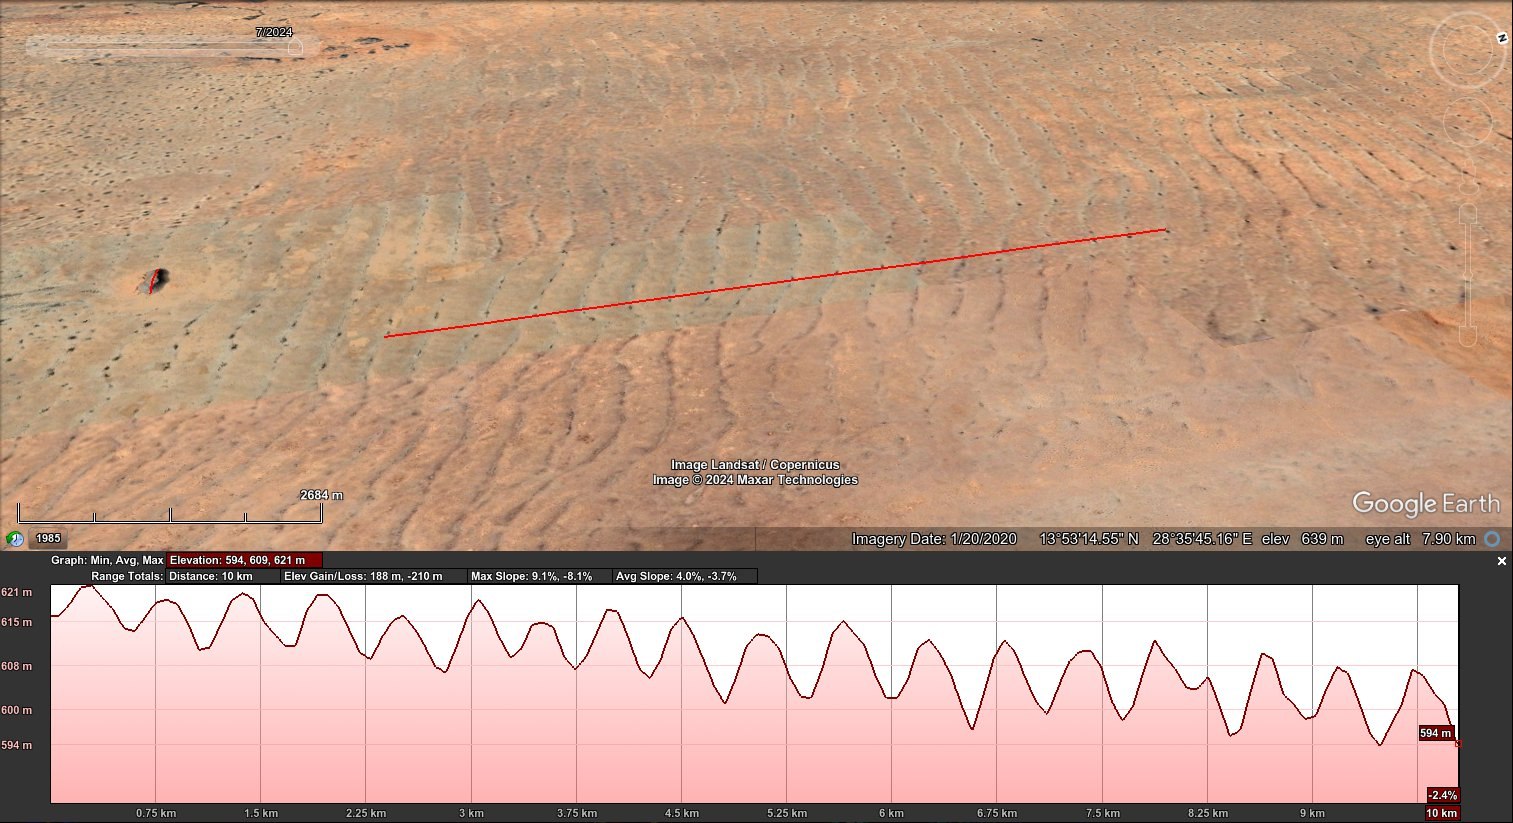 7/2024
N
2684 m
Image Landsat / Copernicus
Image © 2024 Maxar Technologies
Google Earth
1985
Imagery Date: 1/20/2020 13°53'14.55" N 28°35'45.16" E elev 639 m eye alt 7.90 km
Graph: Min, Avg, Max Elevation: 594, 609, 621 m
Range Totals: Distance: 10 km Elev Gain/Loss: 188 m, -210 m Max Slope: 9.1%, -8.1% Avg Slope: 4.0%, -3.7%
621 m
615 m
608 m
600 m
594 m
594 m
-2.4%
0.75 km 1.5 km 2.25 km 3 km 3.75 km 4.5 km 5.25 km 6 km 6.75 km 7.5 km 8.25 km 9 km 10 km